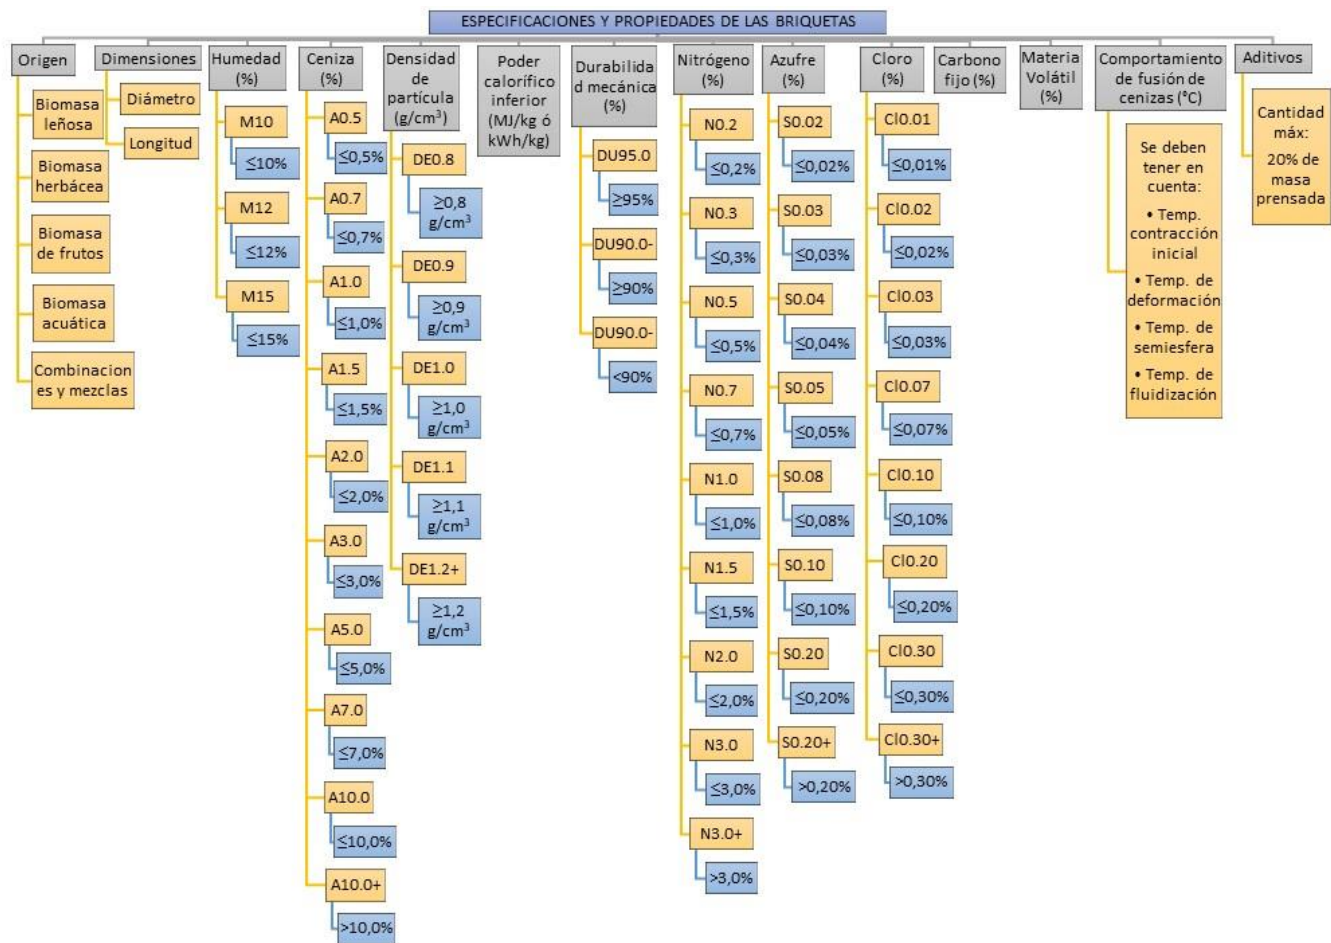 ESPECIFICACIONES Y PROPIEDADES DE LAS BRIQUETAS
Origen
Biomasa
leñosa
Biomasa
herbácea
Biomasa
de frutos
Biomasa
acuática
Combinacion
es y mezclas
Dimensiones
Diámetro
Longitud
Humedad
(%)
M10
≤10%
M12
≤12%
M15
≤15%
Ceniza
(%)
A0.5
≤0,5%
A0.7
≤0,7%
A1.0
≤1,0%
A1.5
≤1,5%
A2.0
≤2,0%
A3.0
≤3,0%
A5.0
≤5,0%
A7.0
≤7,0%
A10.0
≤10,0%
A10.0+
>10,0%
Densidad
de
partícula
(g/cm³)
DE0.8
≥0,8
g/cm³
DE0.9
≥0,9
g/cm³
DE1.0
≥1,0
g/cm³
DE1.1
≥1,1
g/cm³
DE1.2+
≥1,2
g/cm³
Poder
calorífico
inferior
(MJ/kg ó
kWh/kg)
Durabilida
d mecánica
(%)
DU95.0
≥95%
DU90.0-
≥90%
DU90.0-
<90%
Nitrógeno
(%)
N0.2
≤0,2%
N0.3
≤0,3%
N0.5
≤0,5%
N0.7
≤0,7%
N1.0
≤1,0%
N1.5
≤1,5%
N2.0
≤2,0%
N3.0
≤3,0%
N3.0+
>3,0%
Azufre
(%)
S0.02
≤0,02%
S0.03
≤0,03%
S0.04
≤0,04%
S0.05
≤0,05%
S0.08
≤0,08%
S0.10
≤0,10%
S0.20
≤0,20%
S0.20+
>0,20%
Cloro
(%)
Cl0.01
≤0,01%
Cl0.02
≤0,02%
Cl0.03
≤0,03%
Cl0.07
≤0,07%
Cl0.10
≤0,10%
Cl0.20
≤0,20%
Cl0.30
≤0,30%
Cl0.30+
>0,30%
Carbono
fijo (%)
Materia
Volátil
(%)
Comportamiento
de fusión de
cenizas (°C)
Se deben
tener en
cuenta:
• Temp.
contracción
inicial
• Temp. de
deformación
• Temp. de
semiesfera
• Temp. de
fluidización
Aditivos
Cantidad
máx:
20% de
masa
prensada